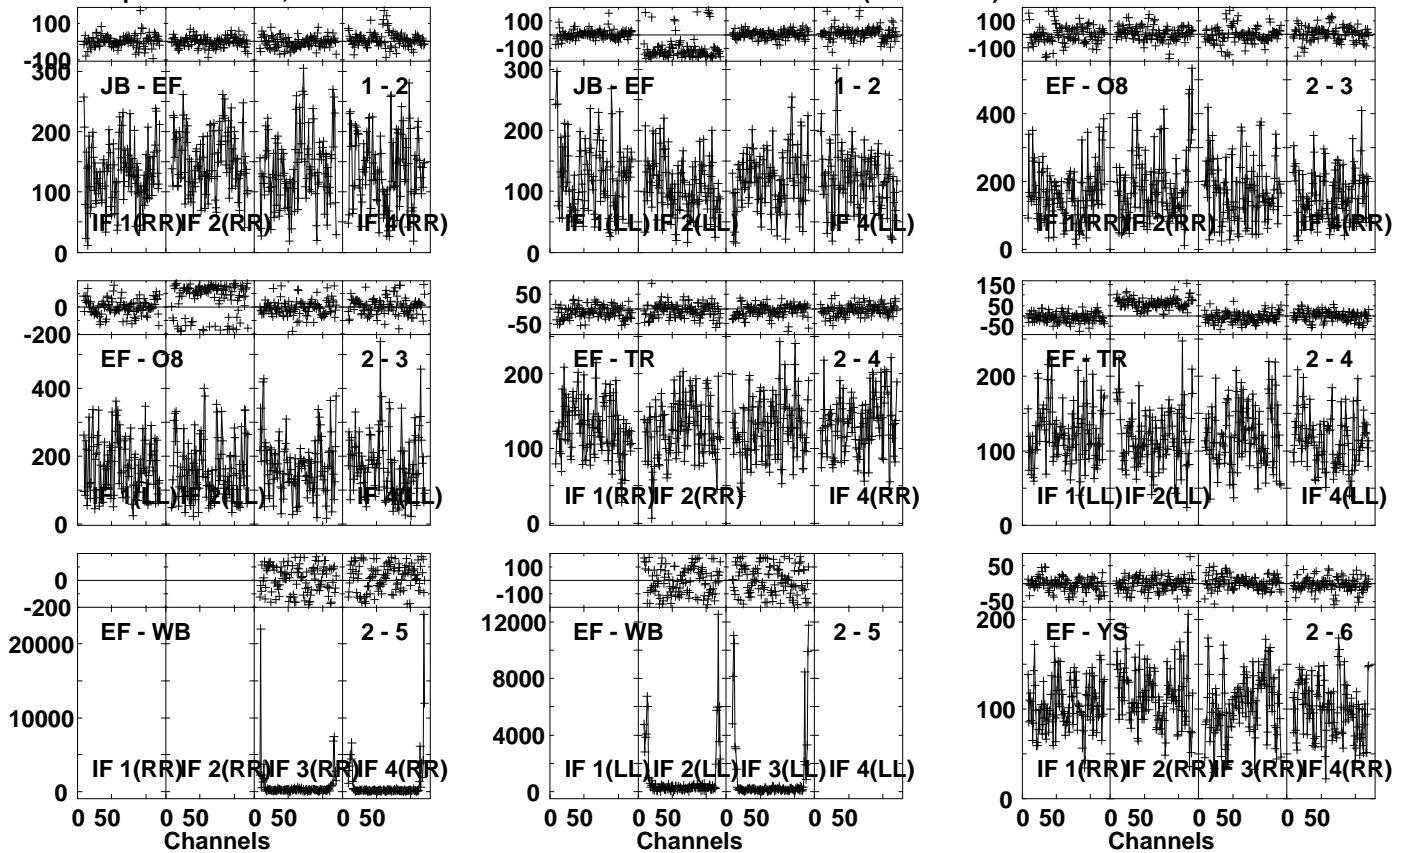 100
-100
300
JB - EF
1 - 2
200
100
IF 1(RR) IF 2(RR) IF 4(RR)
0
100
-100
300
JB - EF
1 - 2
200
100
IF 1(LL) IF 2(LL) IF 4(LL)
0
100
-100
EF - O8
2 - 3
400
200
IF 1(RR) IF 2(RR) IF 4(RR)
0
0
-200
EF - O8
2 - 3
400
200
IF 1(LL) IF 2(LL) IF 4(LL)
0
50
-50
EF - TR
2 - 4
200
100
IF 1(RR) IF 2(RR) IF 4(RR)
0
150
50
-50
EF - TR
2 - 4
200
100
IF 1(LL) IF 2(LL) IF 4(LL)
0
0
-200
EF - WB
2 - 5
20000
10000
IF 1(RR) IF 2(RR) IF 3(RR) IF 4(RR)
0
0 50 0 50 0 50 0 50
Channels
100
-100
12000
EF - WB
2 - 5
8000
4000
IF 1(LL) IF 2(LL) IF 3(LL) IF 4(LL)
0
0 50 0 50 0 50 0 50
Channels
50
-50
200
EF - YS
2 - 6
100
IF 1(RR) IF 2(RR) IF 3(RR) IF 4(RR)
0
0 50 0 50 0 50 0 50
Channels